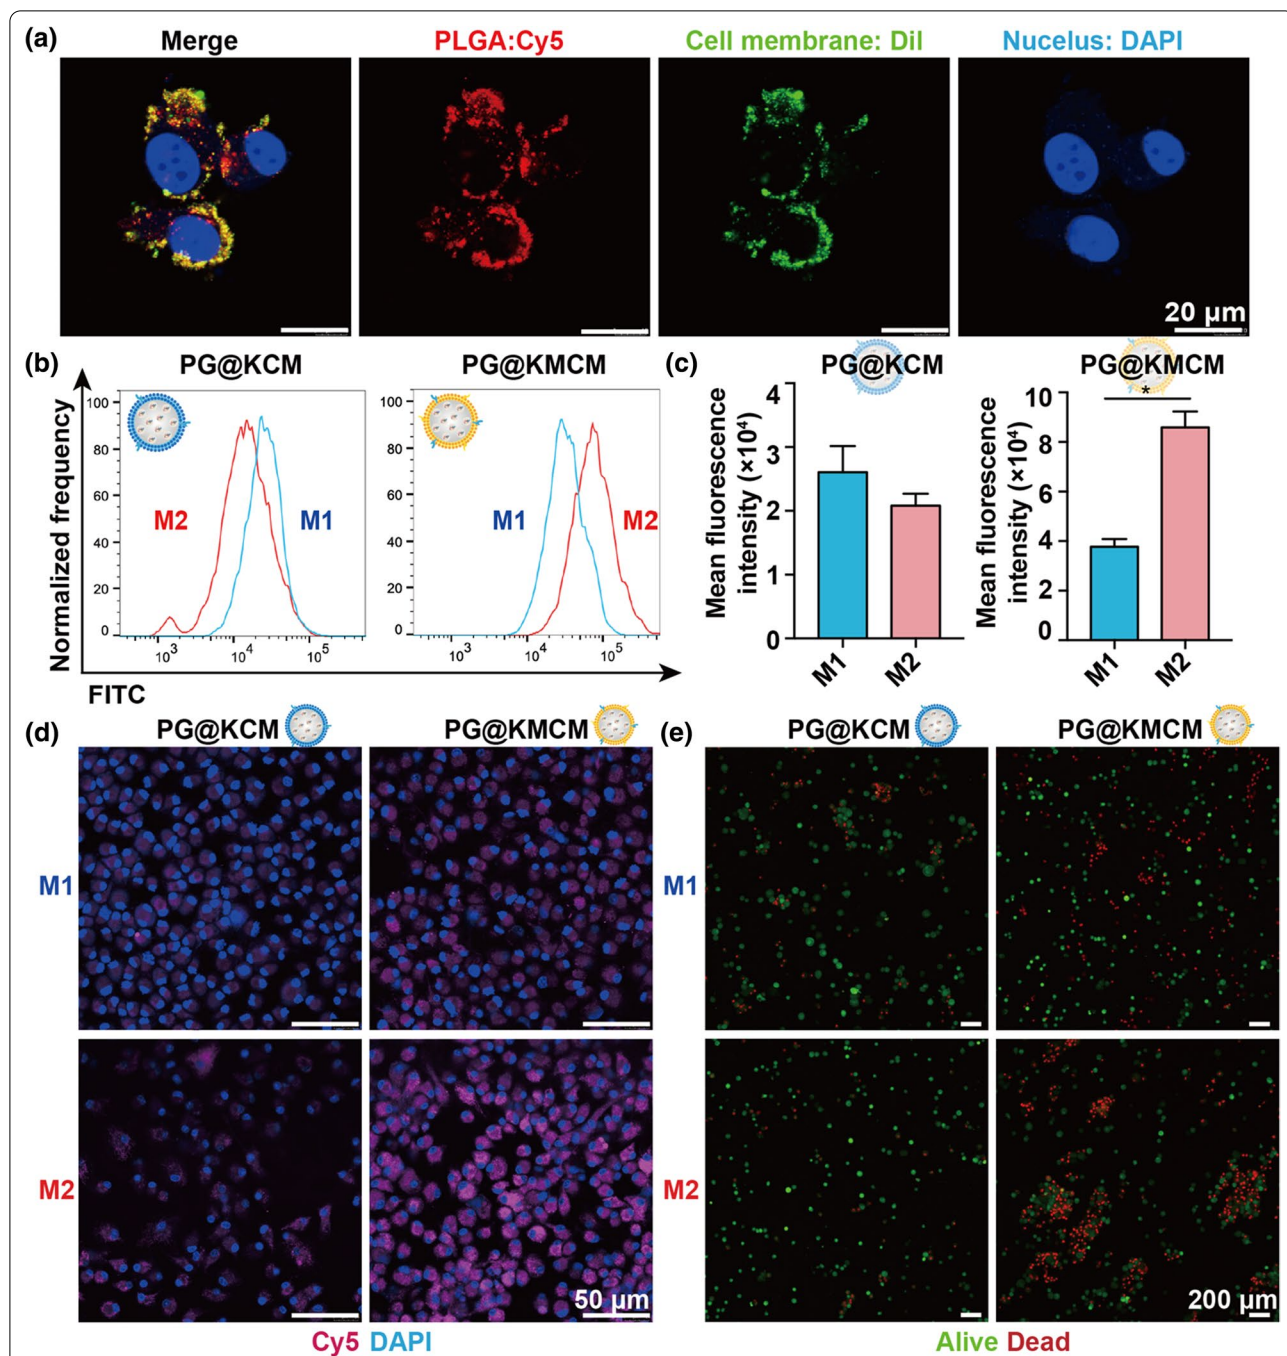 (a)
Merge
PLGA:Cy5
Cell membrane: Dil
Nucelus: DAPI
20 μm
(b)
PG@KCM
PG@KMCM
Normalized frequency
100
80
60
40
20
0
M2
M1
10³ 10⁴ 10⁵
100
80
60
40
20
0
M1
M2
10³ 10⁴ 10⁵
FITC
(c)
PG@KCM
Mean fluorescence
intensity (×10⁴)
4
3
2
1
0
M1
M2
PG@KMCM
*
Mean fluorescence
intensity (×10⁴)
10
8
6
4
2
0
M1
M2
(d)
PG@KCM
PG@KMCM
M1
M2
50 μm
Cy5 DAPI
(e)
PG@KCM
PG@KMCM
M1
M2
200 μm
Alive Dead